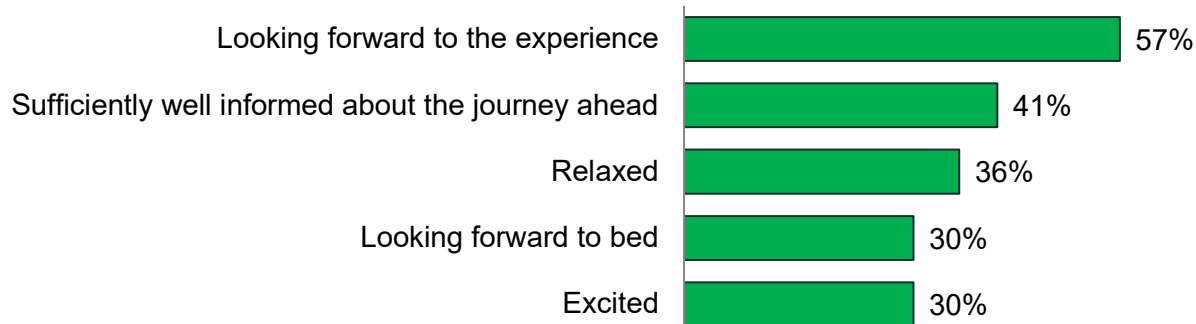 Looking forward to the experience 57%
Sufficiently well informed about the journey ahead 41%
Relaxed 36%
Looking forward to bed 30%
Excited 30%